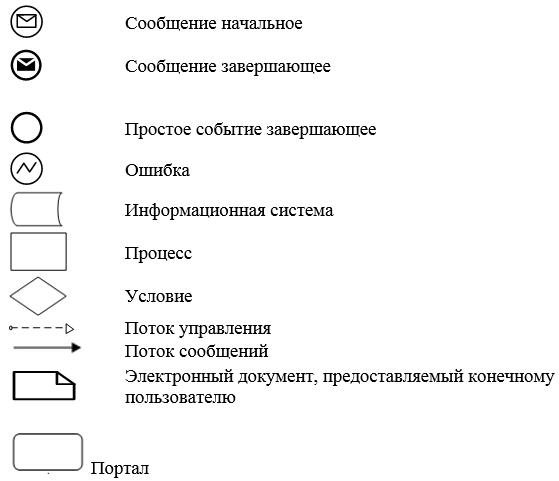 Сообщение начальное
Сообщение завершающее
Простое событие завершающее
Ошибка
Информационная система
Процесс
Условие
Поток управления
Поток сообщений
Электронный документ, предоставляемый конечному
пользователю
Портал